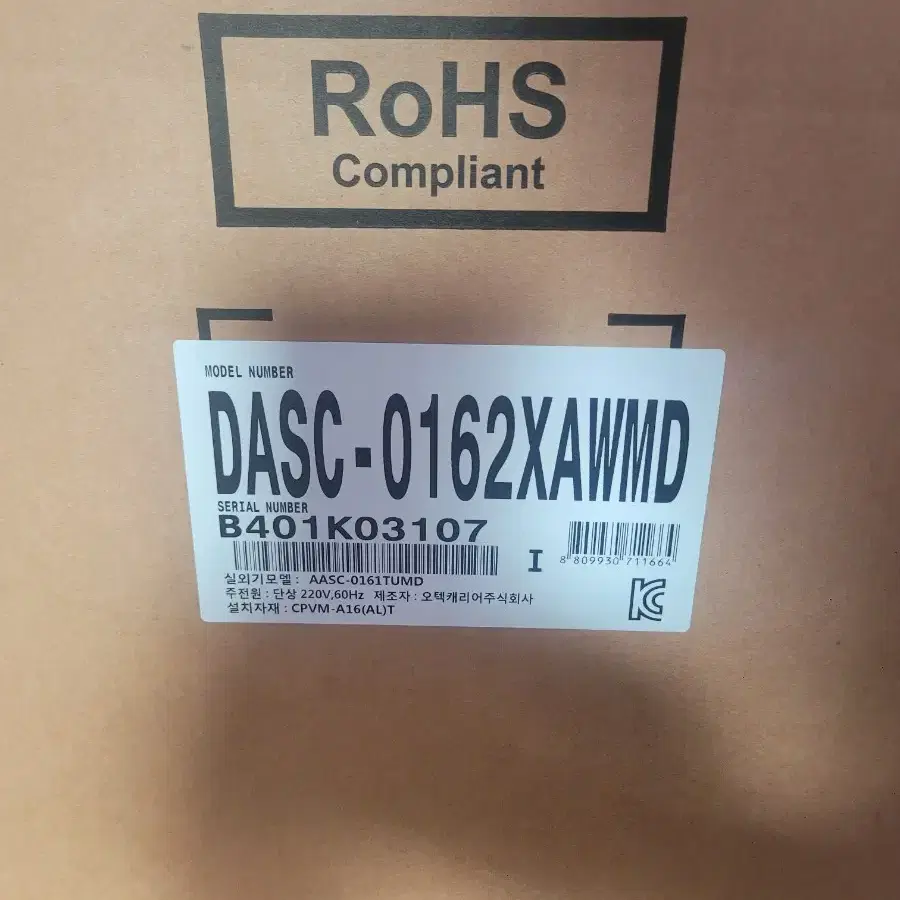 RoHS
Compliant
MODEL NUMBER
DASC-0162XAWMD
SERIAL NUMBER
B401K03107
I
8 809930 711664
실외기모델 : AASC-0161TUMD
주전원 : 단상 220V,60Hz 제조자 : 오텍캐리어주식회사
설치자재 : CPVM-A16(AL)T